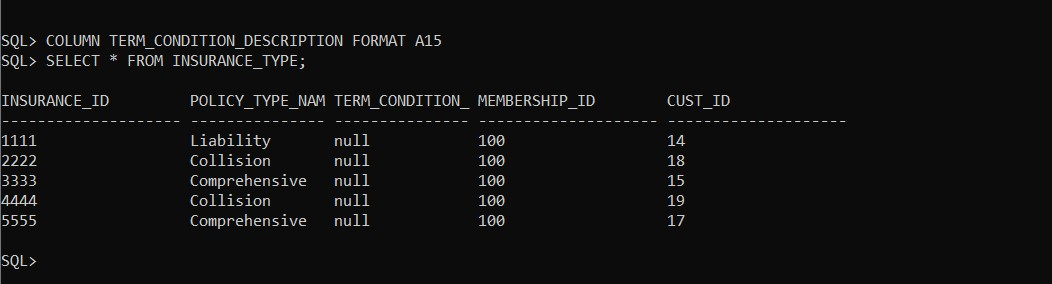 SQL> COLUMN TERM_CONDITION_DESCRIPTION FORMAT A15
SQL> SELECT * FROM INSURANCE_TYPE;
INSURANCE_ID         POLICY_TYPE_NAM TERM_CONDITION_ MEMBERSHIP_ID        CUST_ID
-------------------- --------------- --------------- -------------------- --------------------
1111                 Liability       null            100                  14
2222                 Collision       null            100                  18
3333                 Comprehensive   null            100                  15
4444                 Collision       null            100                  19
5555                 Comprehensive   null            100                  17
SQL>